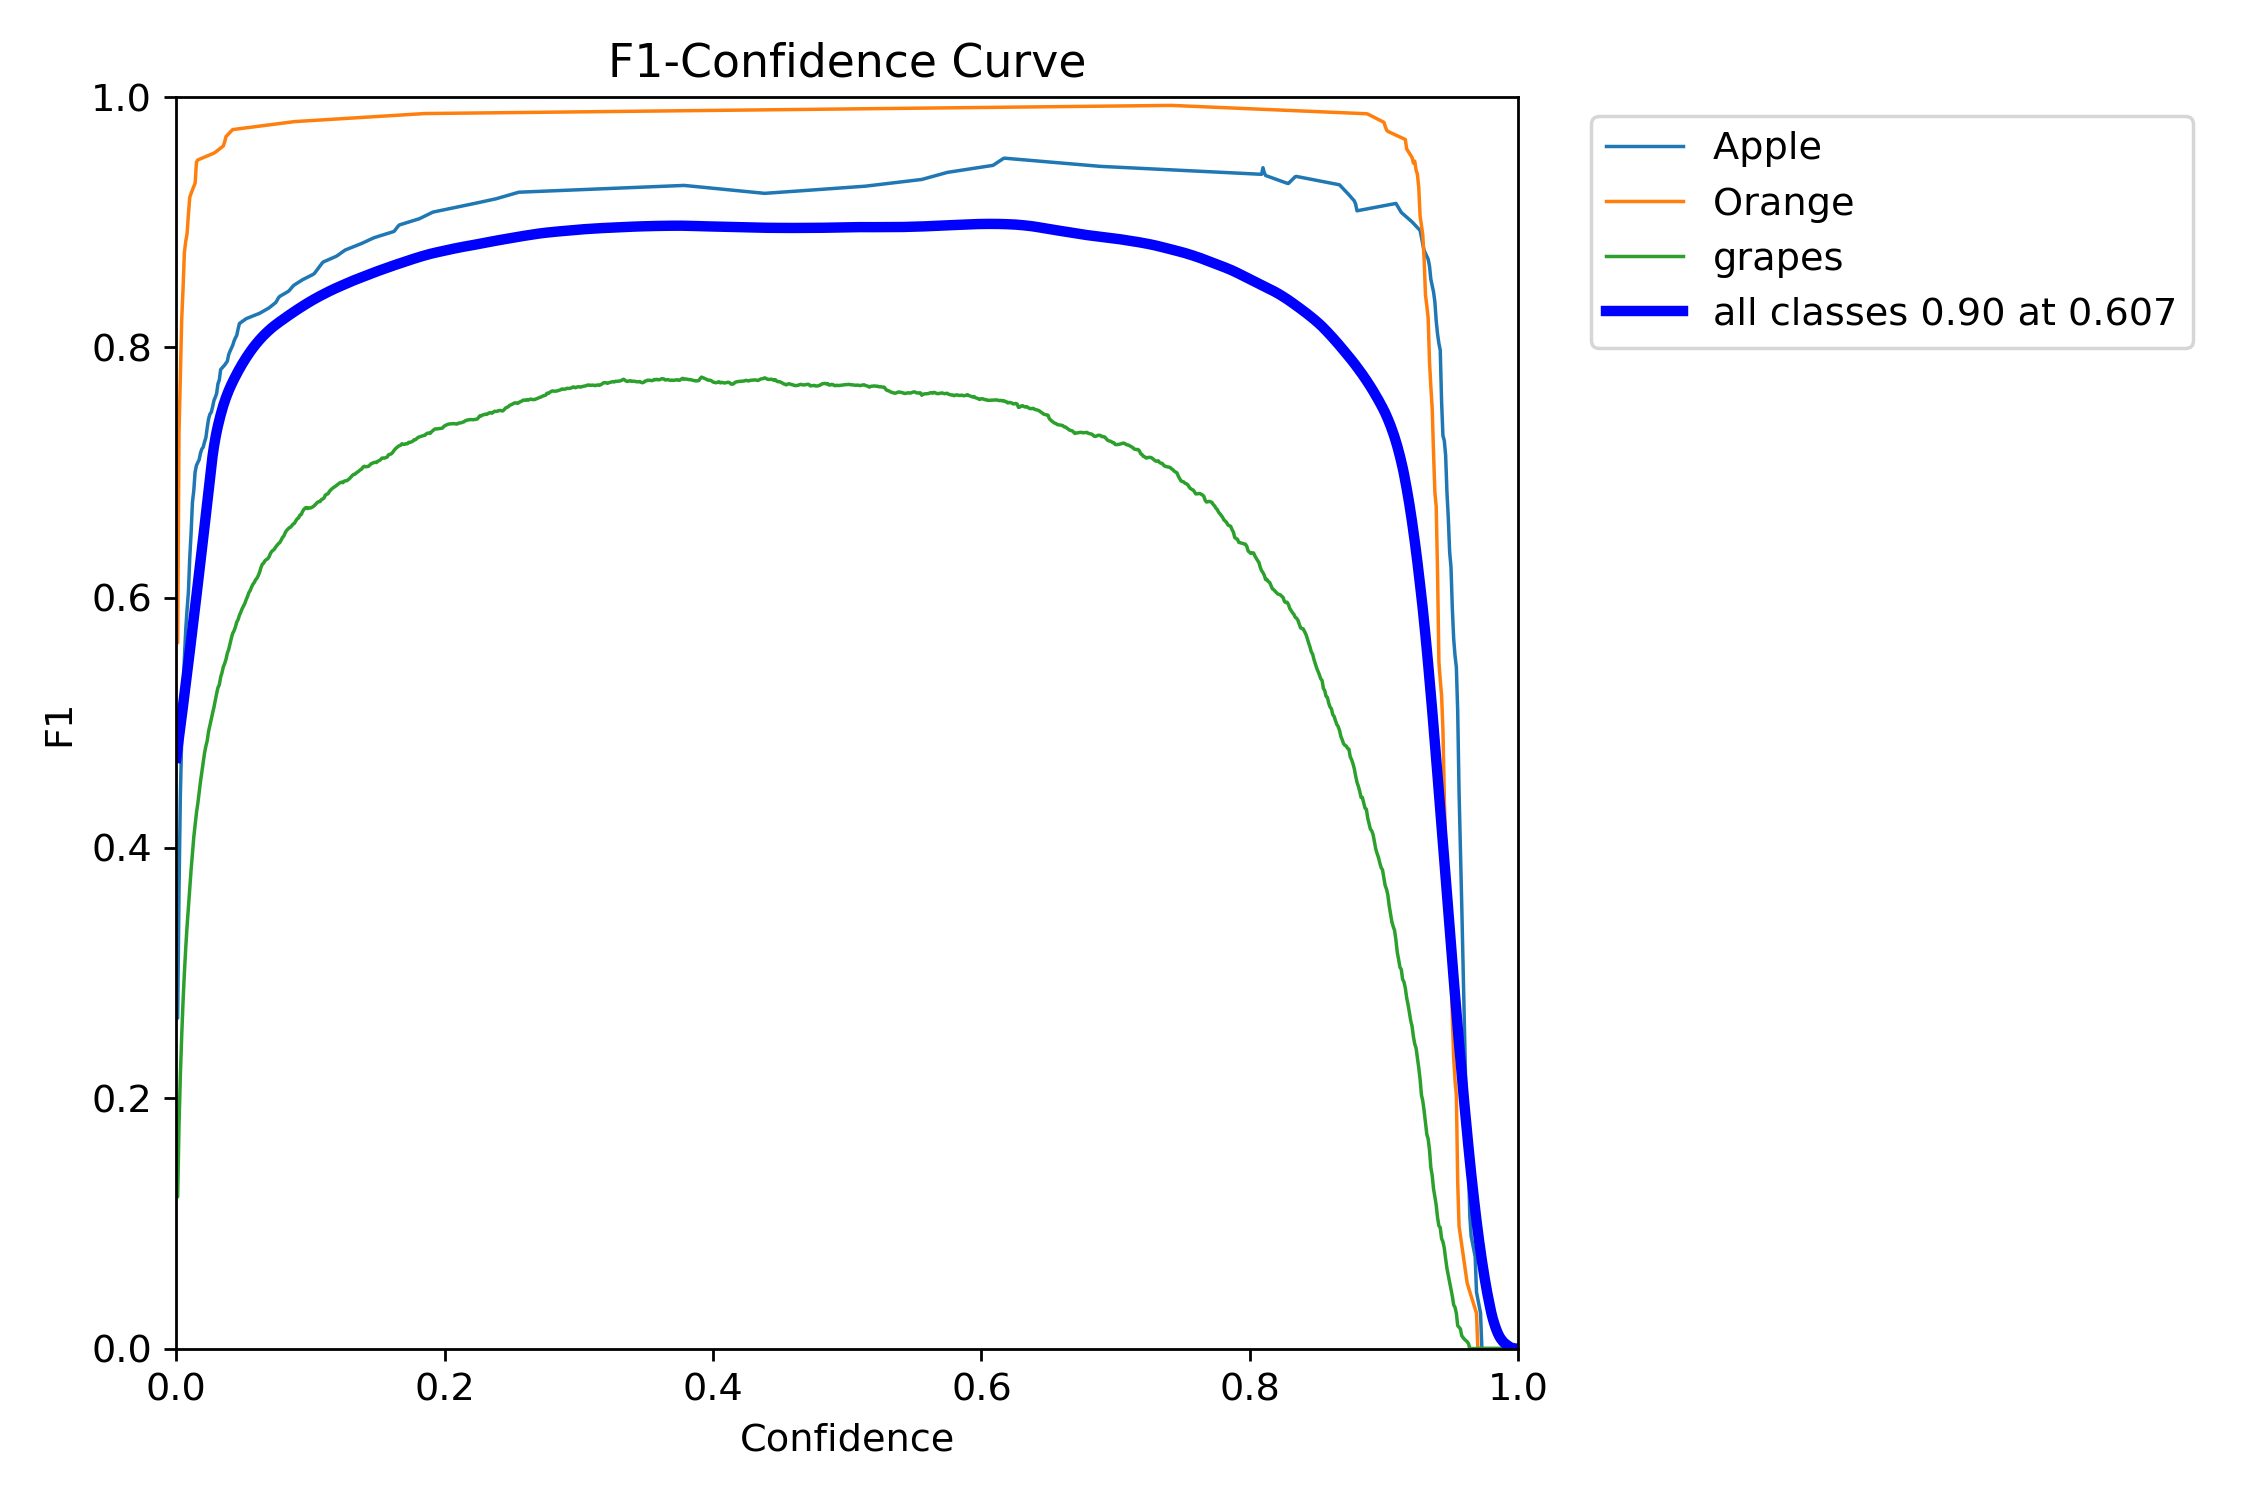 F1-Confidence Curve
1.0
0.8
0.6
0.4
0.2
0.0
F1
0.0 0.2 0.4 0.6 0.8 1.0
Confidence
Apple
Orange
grapes
all classes 0.90 at 0.607